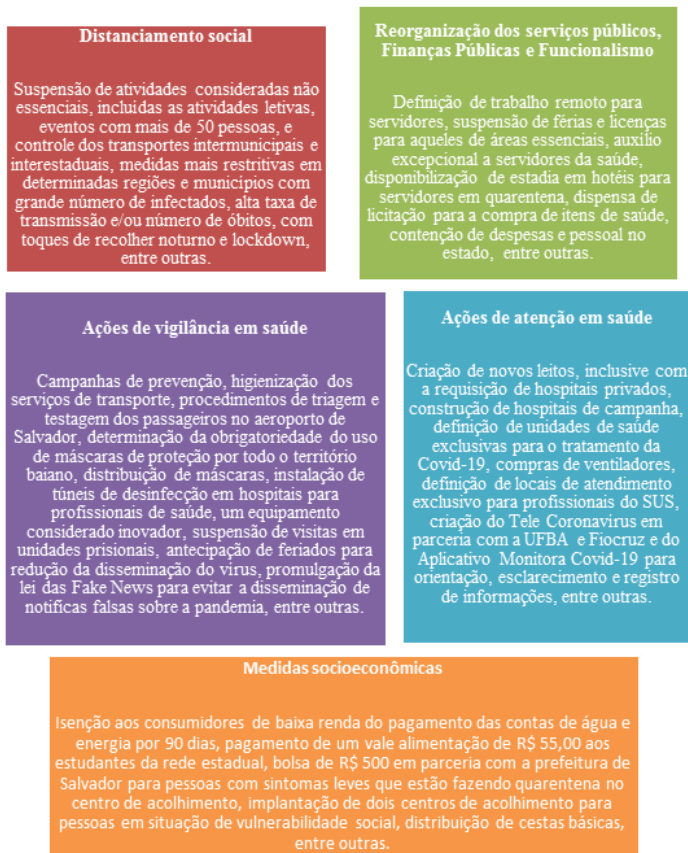 Distanciamento social
Suspensão de atividades consideradas não
essenciais, incluídas as atividades letivas,
eventos com mais de 50 pessoas, e
controle dos transportes intermunicipais e
interestaduais, medidas mais restritivas em
determinadas regiões e municípios com
grande número de infectados, alta taxa de
transmissão e/ou número de óbitos, com
toques de recolher noturno e lockdown,
entre outras.
Reorganização dos serviços públicos,
Finanças Públicas e Funcionalismo
Definição de trabalho remoto para
servidores, suspensão de férias e licenças
para aqueles de áreas essenciais, auxílio
excepcional a servidores da saúde,
disponibilização de estadia em hotéis para
servidores em quarentena, dispensa de
licitação para a compra de itens de saúde,
contenção de despesas e pessoal no
estado, entre outras.
Ações de vigilância em saúde
Campanhas de prevenção, higienização dos
serviços de transporte, procedimentos de triagem e
testagem dos passageiros no aeroporto de
Salvador, determinação da obrigatoriedade do uso
de máscaras de proteção por todo o território
baiano, distribuição de máscaras, instalação de
túneis de desinfecção em hospitais para
profissionais de saúde, um equipamento
considerado inovador, suspensão de visitas em
unidades prisionais, antecipação de feriados para
redução da disseminação do vírus, promulgação da
lei das Fake News para evitar a disseminação de
notificas falsas sobre a pandemia, entre outras.
Ações de atenção em saúde
Criação de novos leitos, inclusive com
a requisição de hospitais privados,
construção de hospitais de campanha,
definição de unidades de saúde
exclusivas para o tratamento da
Covid-19, compras de ventiladores,
definição de locais de atendimento
exclusivo para profissionais do SUS,
criação do Tele Coronavirus em
parceria com a UFBA e Fiocruz e do
Aplicativo Monitora Covid-19 para
orientação, esclarecimento e registro
de informações, entre outras.
Medidas socioeconômicas
Isenção aos consumidores de baixa renda do pagamento das contas de água e
energia por 90 dias, pagamento de um vale alimentação de R$ 55,00 aos
estudantes da rede estadual, bolsa de R$ 500 em parceria com a prefeitura de
Salvador para pessoas com sintomas leves que estão fazendo quarentena no
centro de acolhimento, implantação de dois centros de acolhimento para
pessoas em situação de vulnerabilidade social, distribuição de cestas básicas,
entre outras.